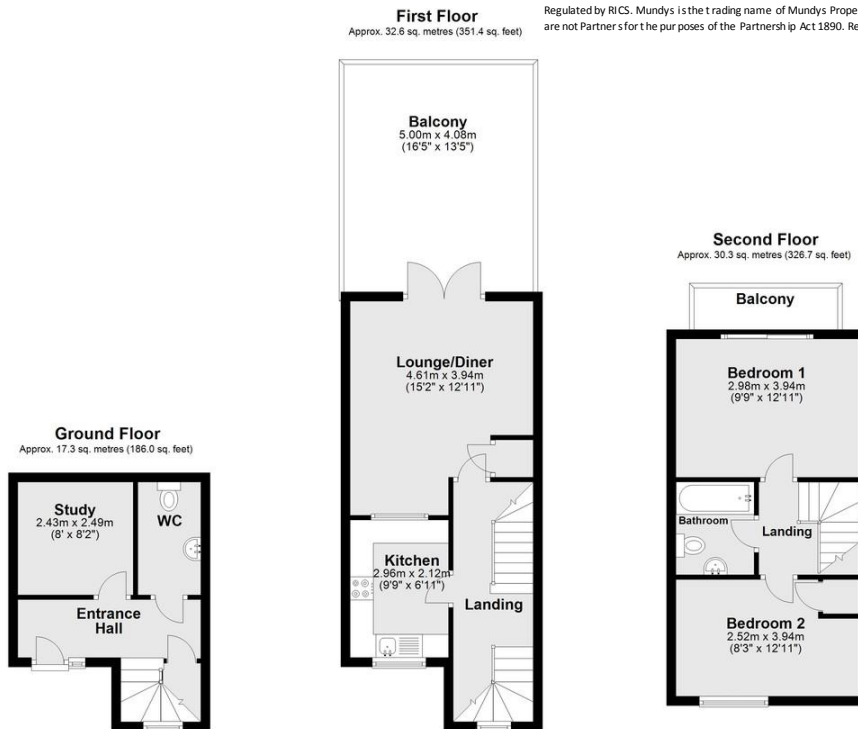 Regulated by RICS. Mundys is the trading name of Mundys Prope
are not Partners for the purposes of the Partnership Act 1890. Re
First Floor
Approx. 32.6 sq. metres (351.4 sq. feet)
Balcony
5.00m x 4.08m
(16'5" x 13'5")
Lounge/Diner
4.61m x 3.94m
(15'2" x 12'11")
Kitchen
2.96m x 2.12m
(9'9" x 6'11")
Landing
Second Floor
Approx. 30.3 sq. metres (326.7 sq. feet)
Balcony
Bedroom 1
2.98m x 3.94m
(9'9" x 12'11")
Bathroom
Landing
Bedroom 2
2.52m x 3.94m
(8'3" x 12'11")
Ground Floor
Approx. 17.3 sq. metres (186.0 sq. feet)
Study
2.43m x 2.49m
(8' x 8'2")
WC
Entrance
Hall